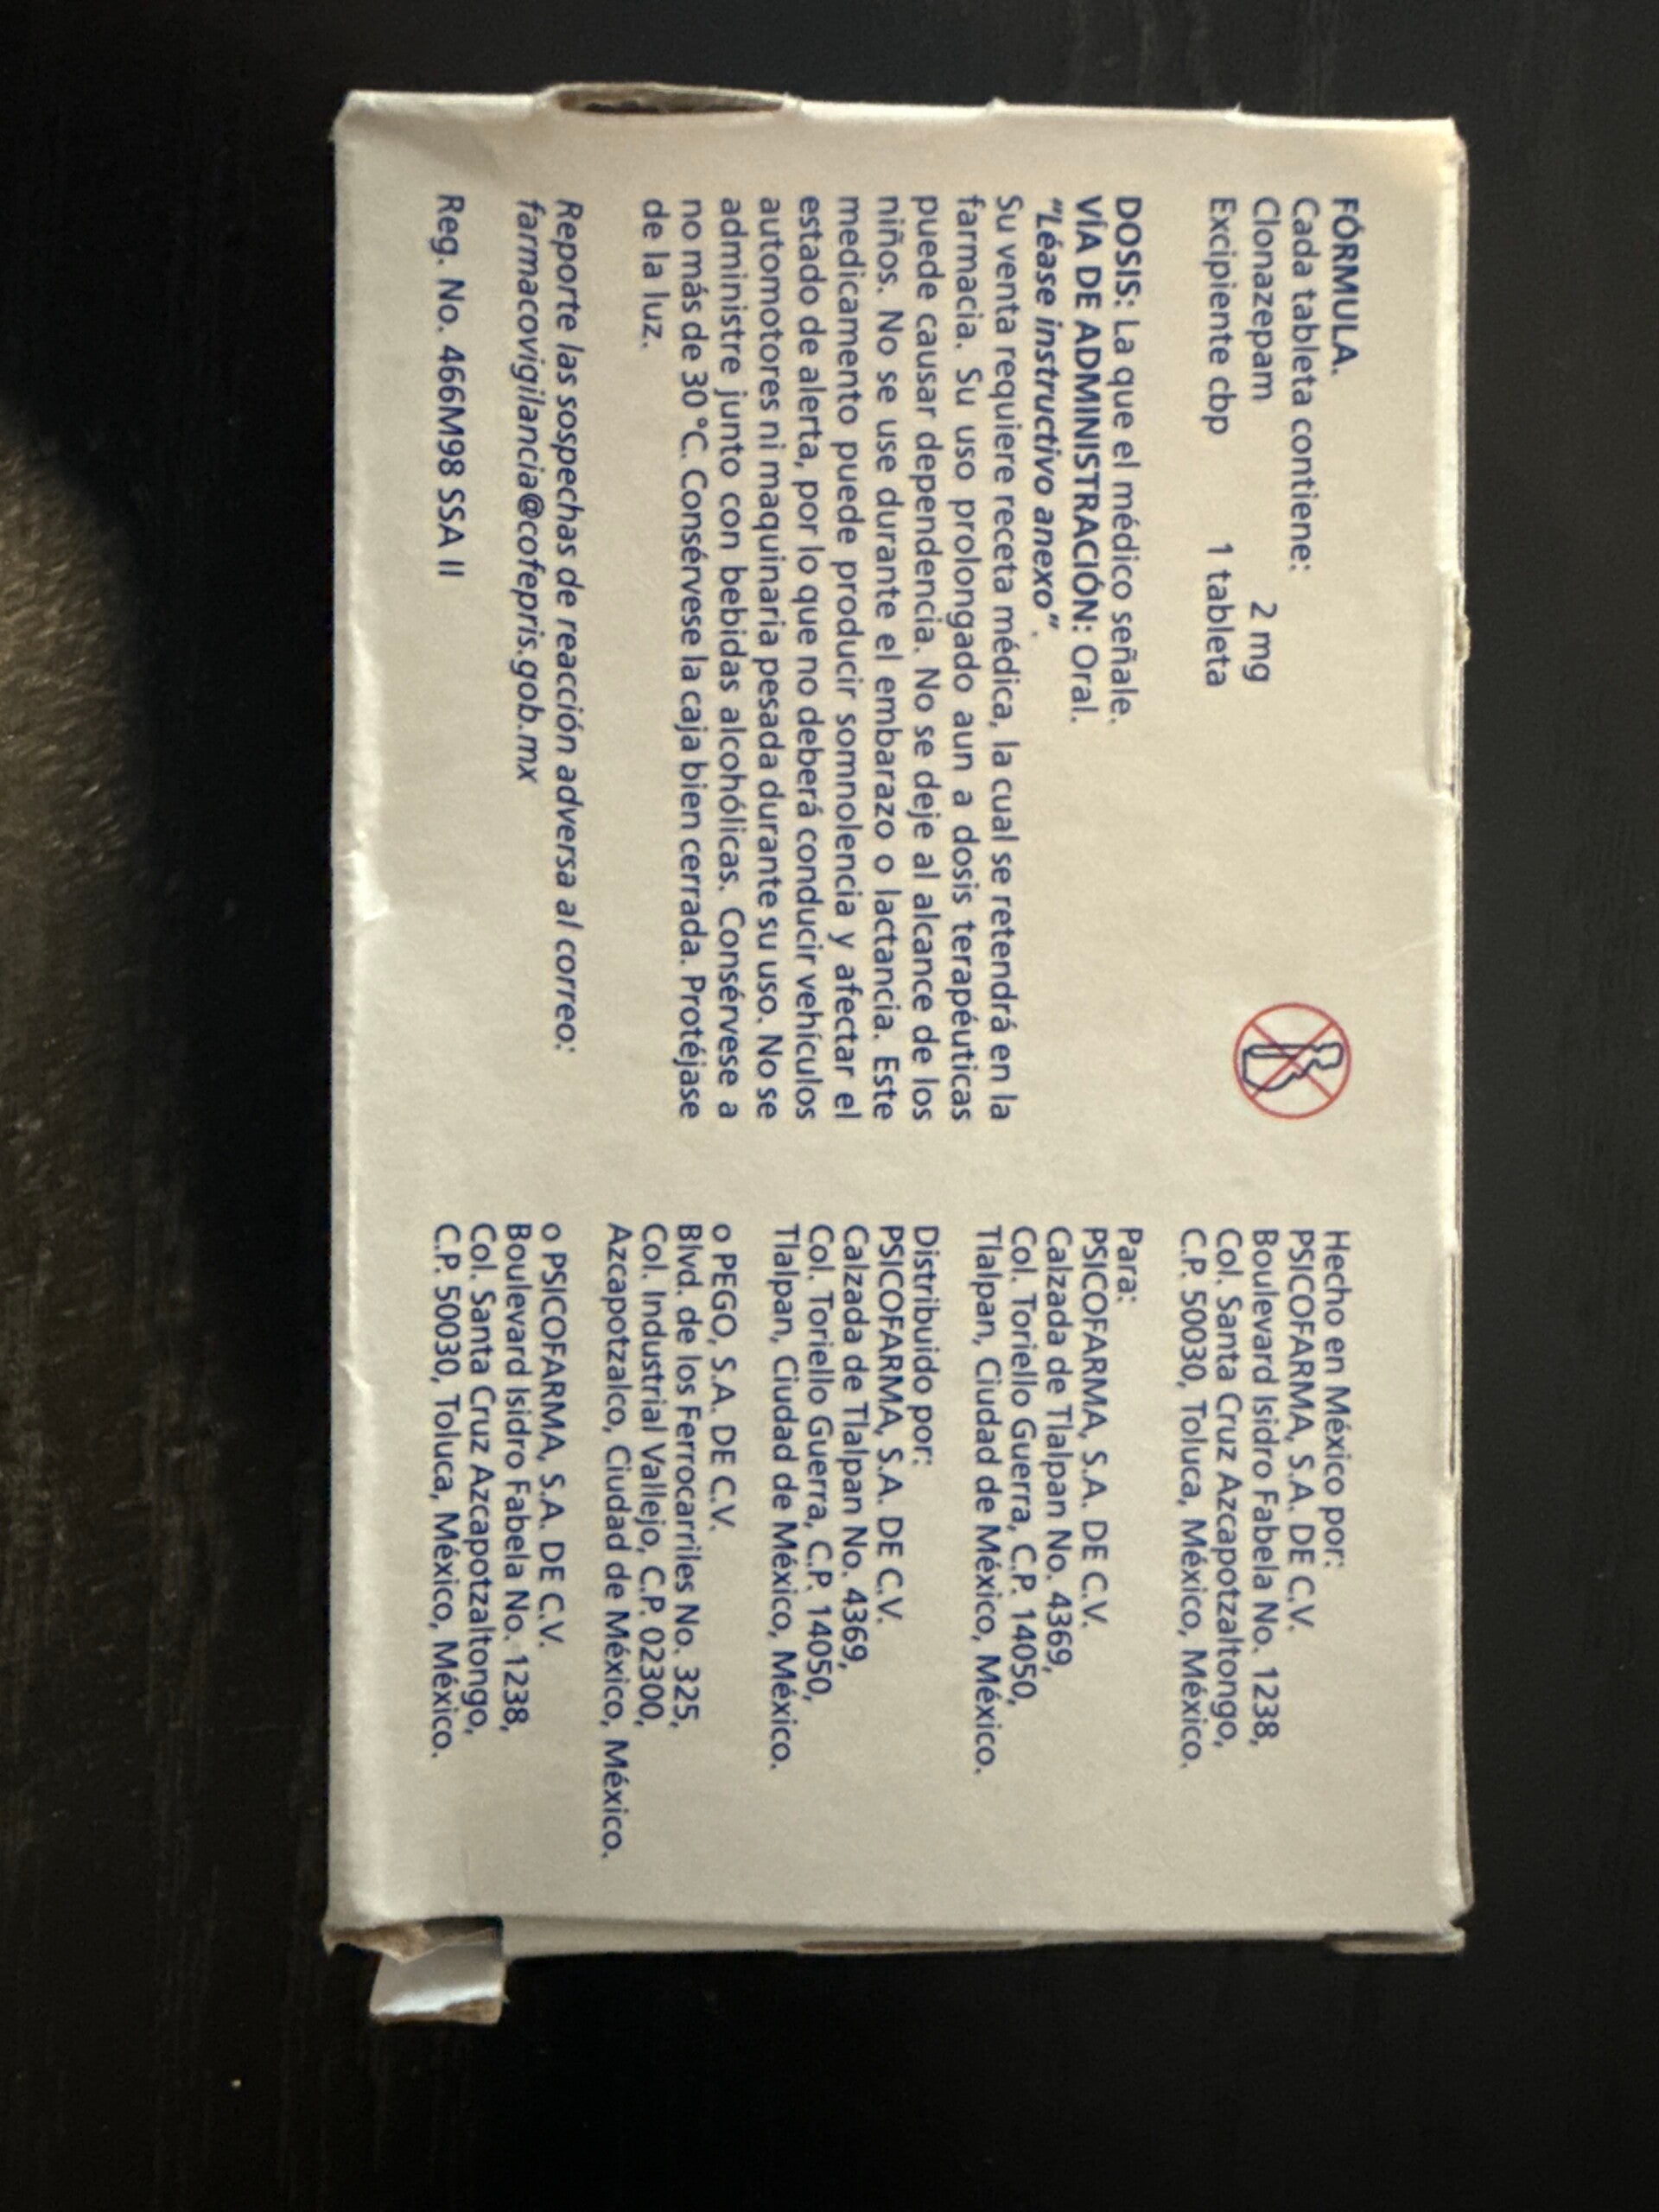 FÓRMULA.
Cada tableta contiene:
Clonazepam 2 mg
Excipiente cbp 1 tableta
DOSIS: La que el médico señale.
VÍA DE ADMINISTRACIÓN: Oral.
"Léase instructivo anexo".
Su venta requiere receta médica, la cual se retendrá en la
farmacia. Su uso prolongado aun a dosis terapéuticas
puede causar dependencia. No se deje al alcance de los
niños. No se use durante el embarazo o lactancia. Este
medicamento puede producir somnolencia y afectar el
estado de alerta, por lo que no deberá conducir vehículos
automotores ni maquinaria pesada durante su uso. No se
administre junto con bebidas alcohólicas. Consérvese a
no más de 30 °C. Consérvese la caja bien cerrada. Protéjase
de la luz.
Reporte las sospechas de reacción adversa al correo:
farmacovigilancia@cofepris.gob.mx
Reg. No. 466M98 SSA II
Hecho en México por:
PSICOFARMA, S.A. DE C.V.
Boulevard Isidro Fabela No. 1238,
Col. Santa Cruz Azcapotzaltongo,
C.P. 50030, Toluca, México, México.
Para:
PSICOFARMA, S.A. DE C.V.
Calzada de Tlalpan No. 4369,
Col. Toriello Guerra, C.P. 14050,
Tlalpan, Ciudad de México, México.
Distribuido por:
PSICOFARMA, S.A. DE C.V.
Calzada de Tlalpan No. 4369,
Col. Toriello Guerra, C.P. 14050,
Tlalpan, Ciudad de México, México.
o PEGO, S.A. DE C.V.
Blvd. de los Ferrocarriles No. 325,
Col. Industrial Vallejo, C.P. 02300,
Azcapotzalco, Ciudad de México, México.
o PSICOFARMA, S.A. DE C.V.
Boulevard Isidro Fabela No. 1238,
Col. Santa Cruz Azcapotzaltongo,
C.P. 50030, Toluca, México, México.